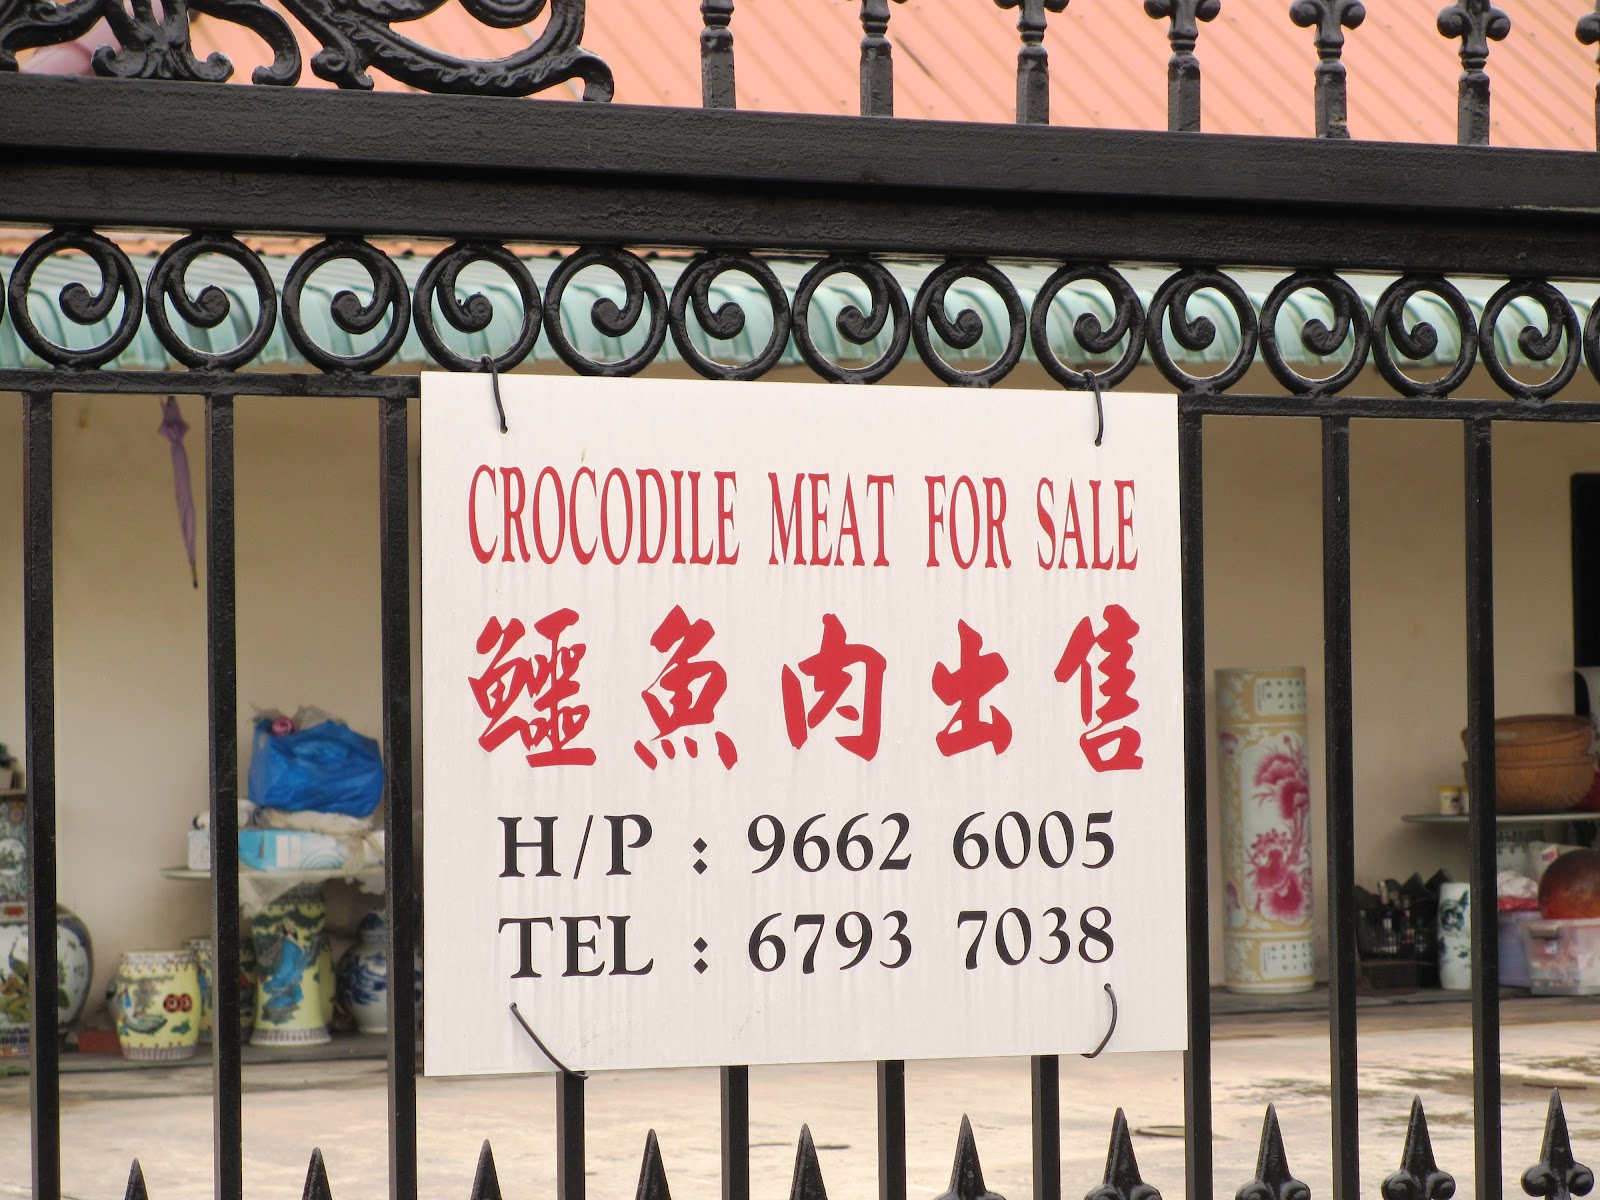 CROCODILE MEAT FOR SALE
鱷魚肉出售
H/P : 9662 6005
TEL : 6793 7038